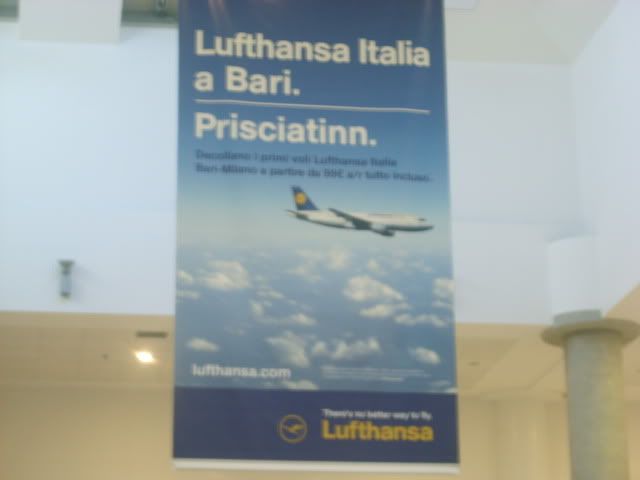 Lufthansa Italia
a Bari.
Prisciatinn.
Decollano i primi voli Lufthansa Italia
Bari-Milano a partire da 99€ a/r tutto incluso.
lufthansa.com
There's no better way to fly.
Lufthansa